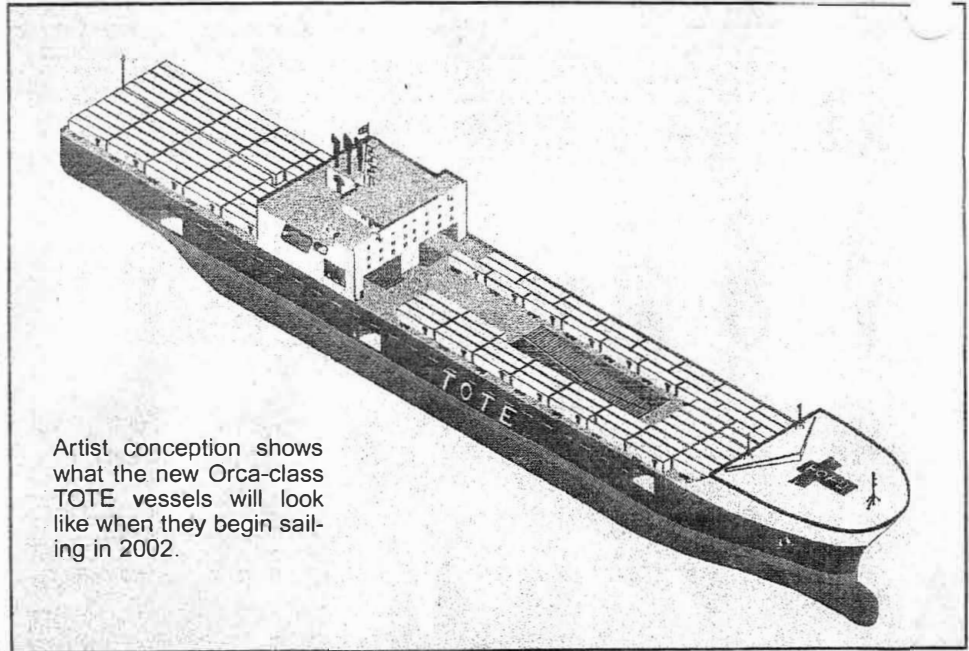 TOTE
Artist conception shows
what the new Orca-class
TOTE vessels will look
like when they begin sail-
ing in 2002.